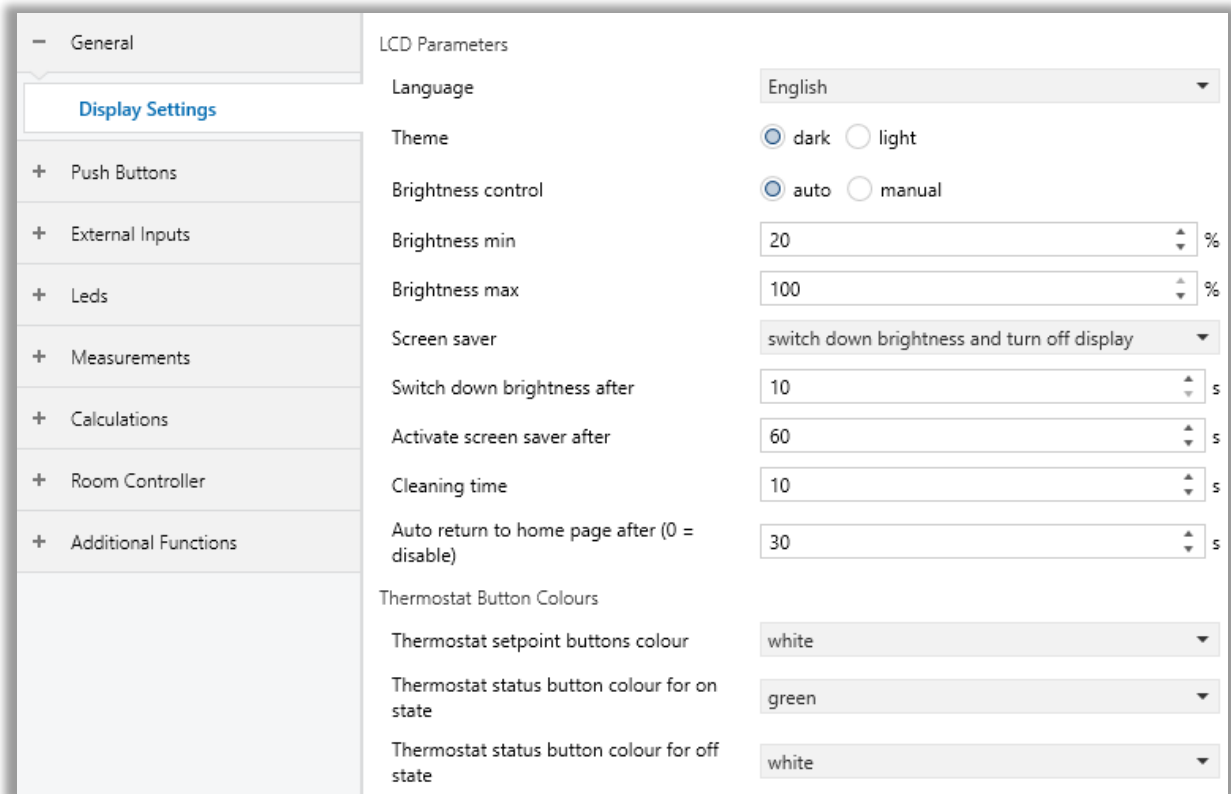 General
Display Settings
Push Buttons
External Inputs
Leds
Measurements
Calculations
Room Controller
Additional Functions
LCD Parameters
Language English
Theme dark light
Brightness control auto manual
Brightness min 20 %
Brightness max 100 %
Screen saver switch down brightness and turn off display
Switch down brightness after 10 s
Activate screen saver after 60 s
Cleaning time 10 s
Auto return to home page after (0 =
disable) 30 s
Thermostat Button Colours
Thermostat setpoint buttons colour white
Thermostat status button colour for on
state green
Thermostat status button colour for off
state white